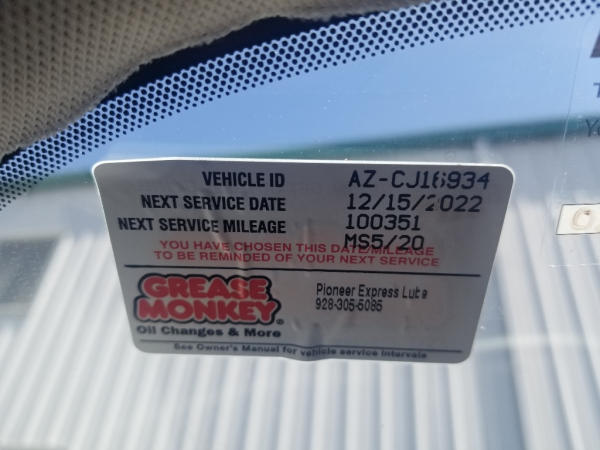 VEHICLE ID AZ-CJ16934
NEXT SERVICE DATE 12/15/2022
NEXT SERVICE MILEAGE 100351
MS5/20
YOU HAVE CHOSEN THIS DATE/MILEAGE
TO BE REMINDED OF YOUR NEXT SERVICE
GREASE
MONKEY®
Oil Changes & More
Pioneer Express Lube
928-305-5085
See Owner's Manual for vehicle service intervals